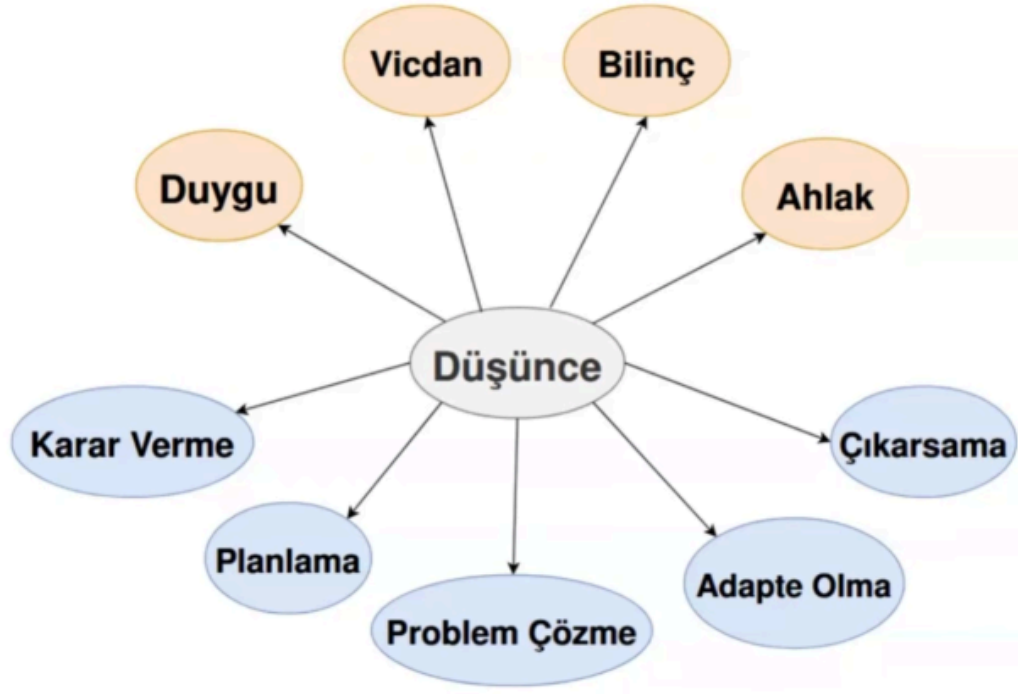 Vicdan
Bilinç
Duygu
Ahlak
Düşünce
Karar Verme
Çıkarsama
Planlama
Adapte Olma
Problem Çözme